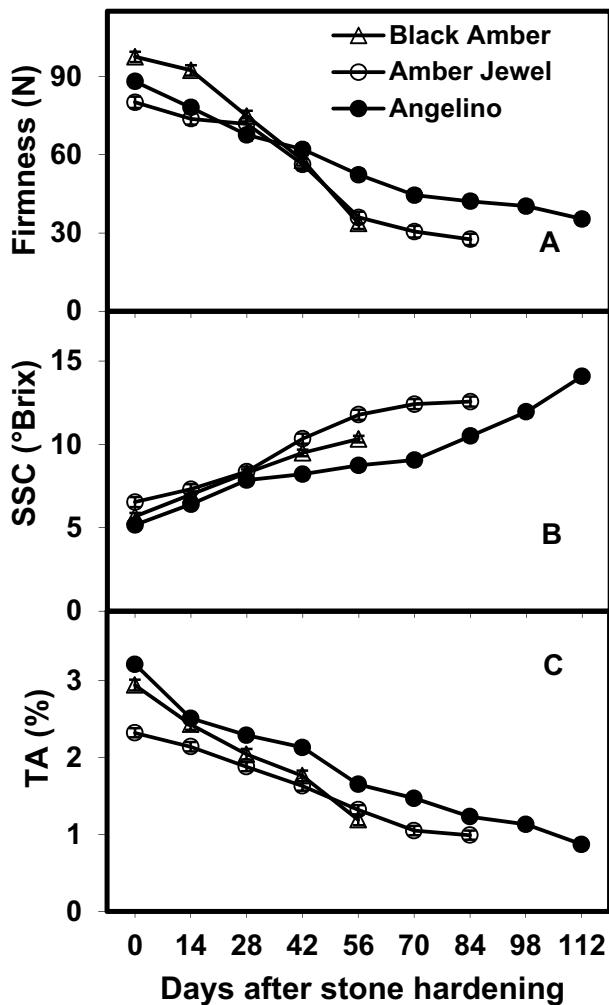 Black Amber
Amber Jewel
Angelino
Firmness (N)
90
60
30
0
A
SSC (°Brix)
15
10
5
0
B
TA (%)
3
2
1
0
C
0 14 28 42 56 70 84 98 112
Days after stone hardening